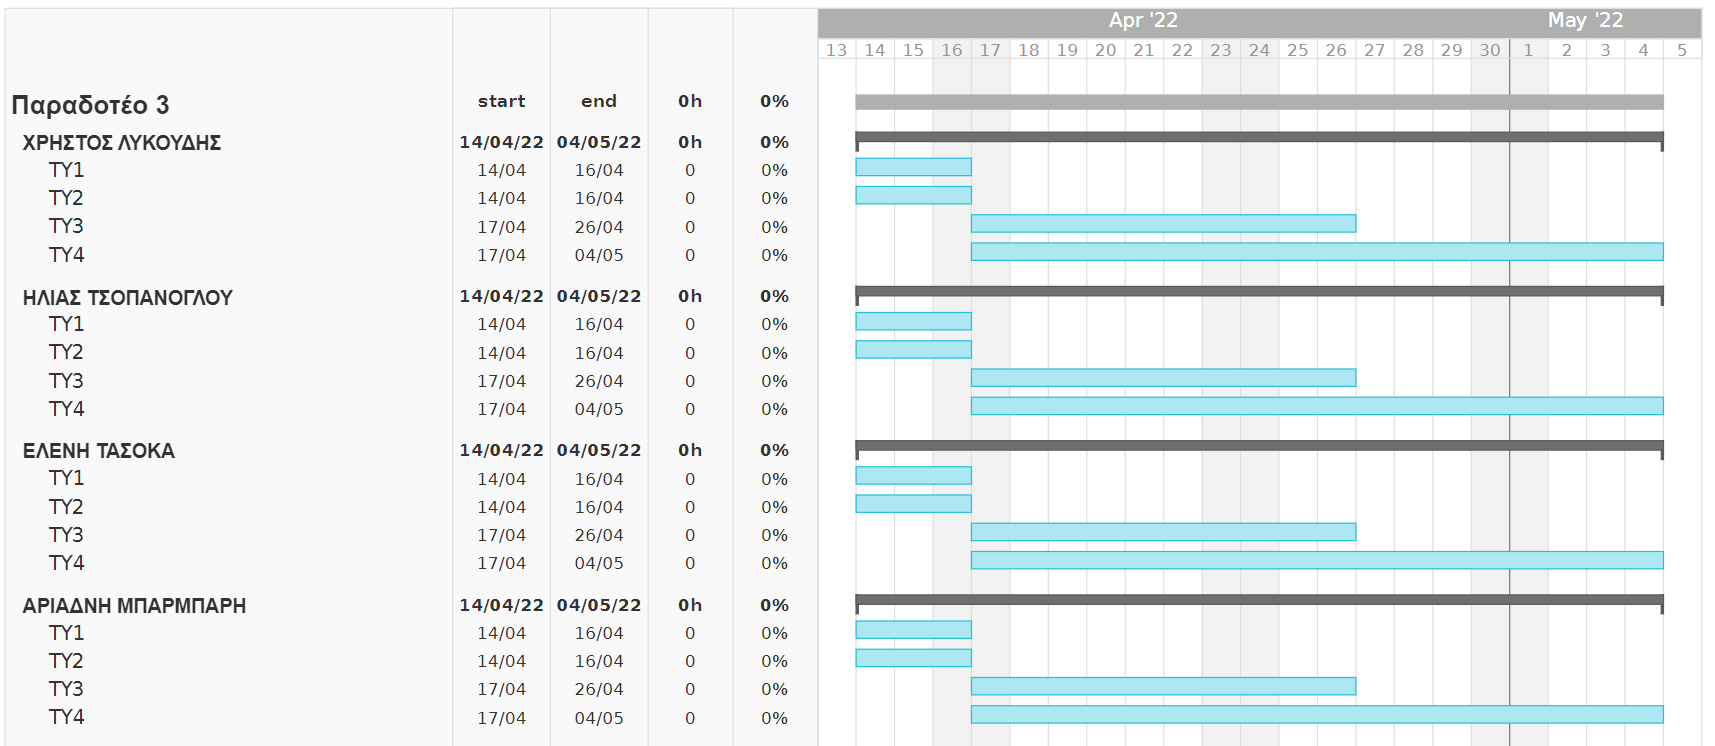 Apr '22 May '22
13 14 15 16 17 18 19 20 21 22 23 24 25 26 27 28 29 30 1 2 3 4 5
Παραδοτέο 3 start end 0h 0%
ΧΡΗΣΤΟΣ ΛΥΚΟΥΔΗΣ 14/04/22 04/05/22 0h 0%
ΤΥ1 14/04 16/04 0 0%
ΤΥ2 14/04 16/04 0 0%
ΤΥ3 17/04 26/04 0 0%
ΤΥ4 17/04 04/05 0 0%
ΗΛΙΑΣ ΤΣΟΠΑΝΟΓΛΟΥ 14/04/22 04/05/22 0h 0%
ΤΥ1 14/04 16/04 0 0%
ΤΥ2 14/04 16/04 0 0%
ΤΥ3 17/04 26/04 0 0%
ΤΥ4 17/04 04/05 0 0%
ΕΛΕΝΗ ΤΑΣΟΚΑ 14/04/22 04/05/22 0h 0%
ΤΥ1 14/04 16/04 0 0%
ΤΥ2 14/04 16/04 0 0%
ΤΥ3 17/04 26/04 0 0%
ΤΥ4 17/04 04/05 0 0%
ΑΡΙΑΔΝΗ ΜΠΑΡΜΠΑΡΗ 14/04/22 04/05/22 0h 0%
ΤΥ1 14/04 16/04 0 0%
ΤΥ2 14/04 16/04 0 0%
ΤΥ3 17/04 26/04 0 0%
ΤΥ4 17/04 04/05 0 0%